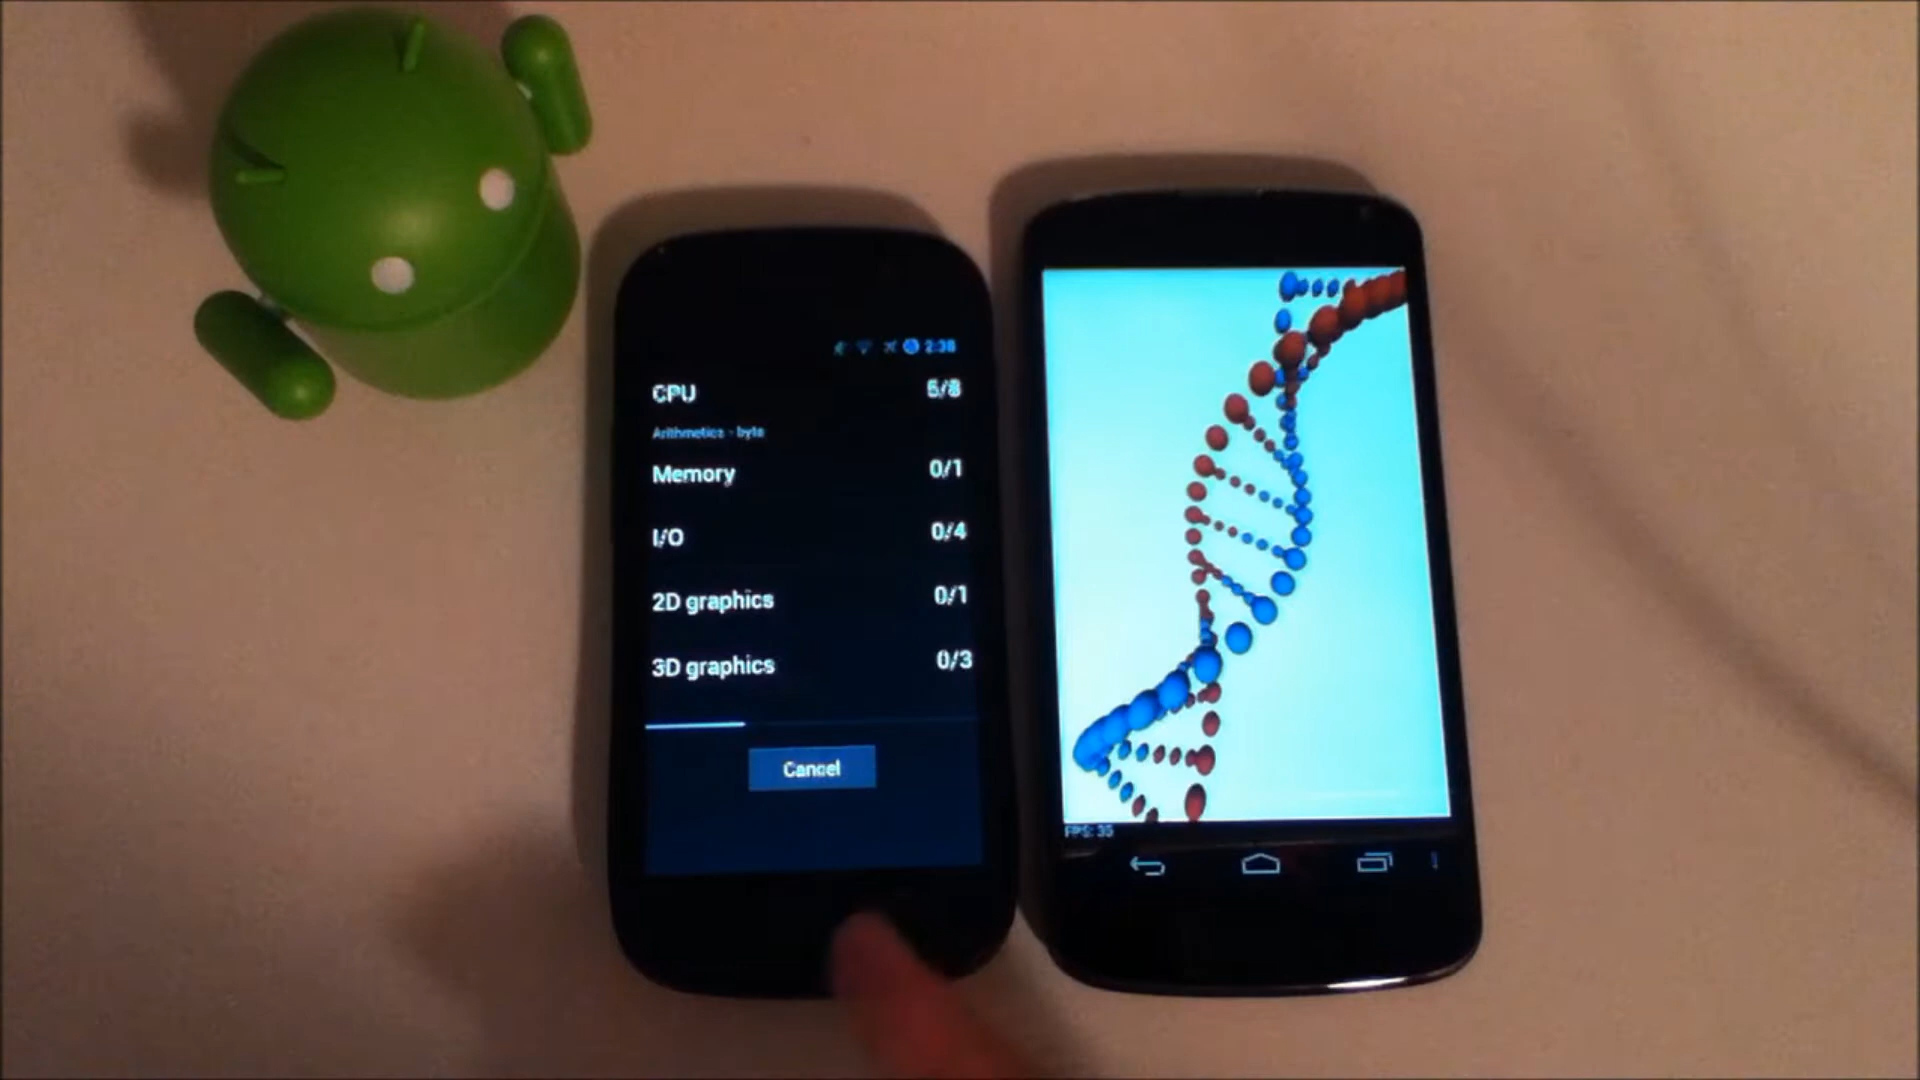 2:38
CPU 5/8
Arithmetics - byte
Memory 0/1
I/O 0/4
2D graphics 0/1
3D graphics 0/3
Cancel
FPS: 35